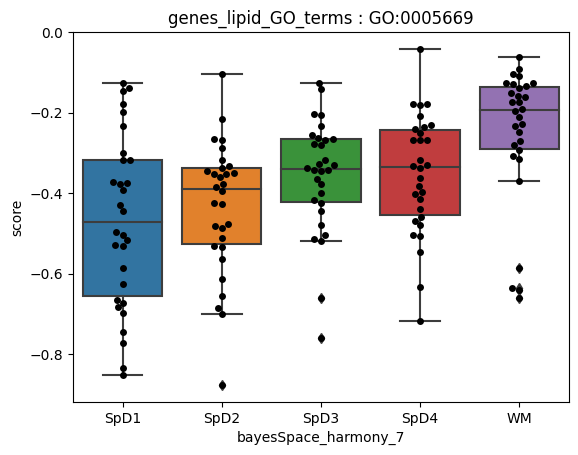 genes_lipid_GO_terms : GO:0005669
score
0.0
−0.2
−0.4
−0.6
−0.8
SpD1 SpD2 SpD3 SpD4 WM
bayesSpace_harmony_7